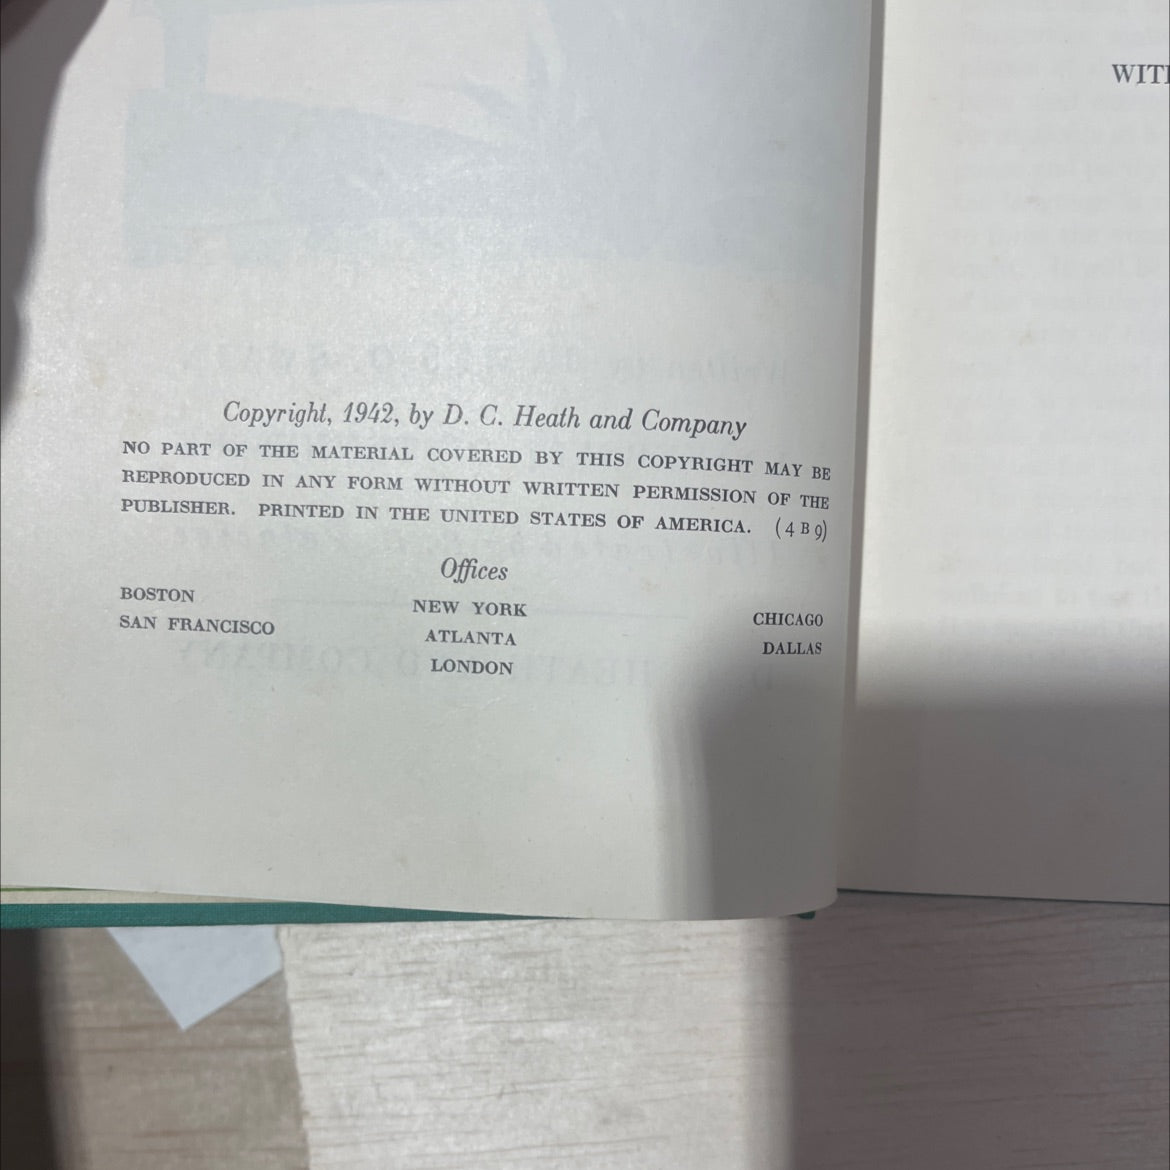 Copyright, 1942, by D. C. Heath and Company
NO PART OF THE MATERIAL COVERED BY THIS COPYRIGHT MAY BE
REPRODUCED IN ANY FORM WITHOUT WRITTEN PERMISSION OF THE
PUBLISHER. PRINTED IN THE UNITED STATES OF AMERICA. (4 B 9)
Offices
BOSTON NEW YORK CHICAGO
SAN FRANCISCO ATLANTA DALLAS
LONDON